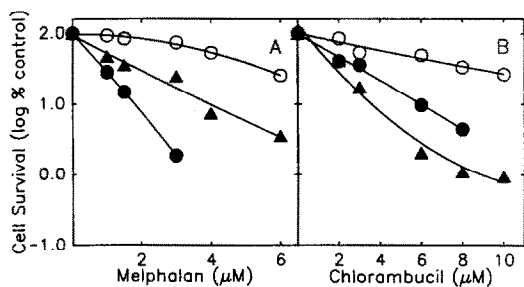 Cell Survival (log % control)
2.0
1.0
0.0
-1.0
A
B
2 4 6
2 4 6 8 10
Melphalan (μM)
Chlorambucil (μM)